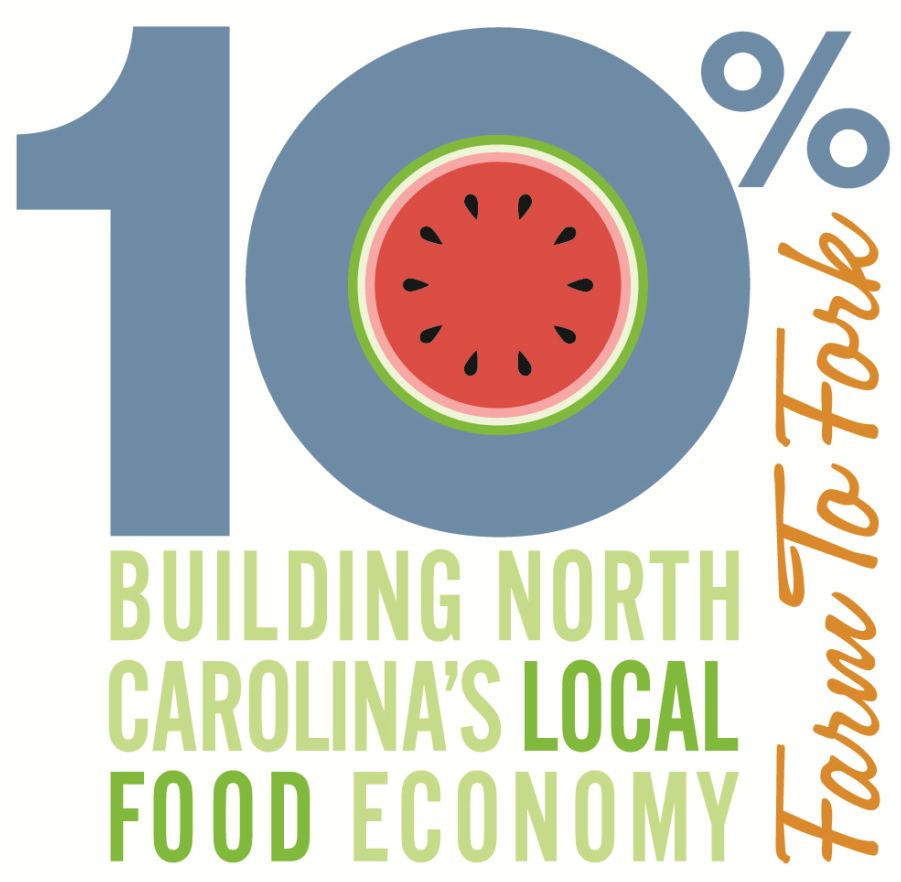 10%
BUILDING NORTH
CAROLINA'S LOCAL
FOOD ECONOMY
Farm To Fork